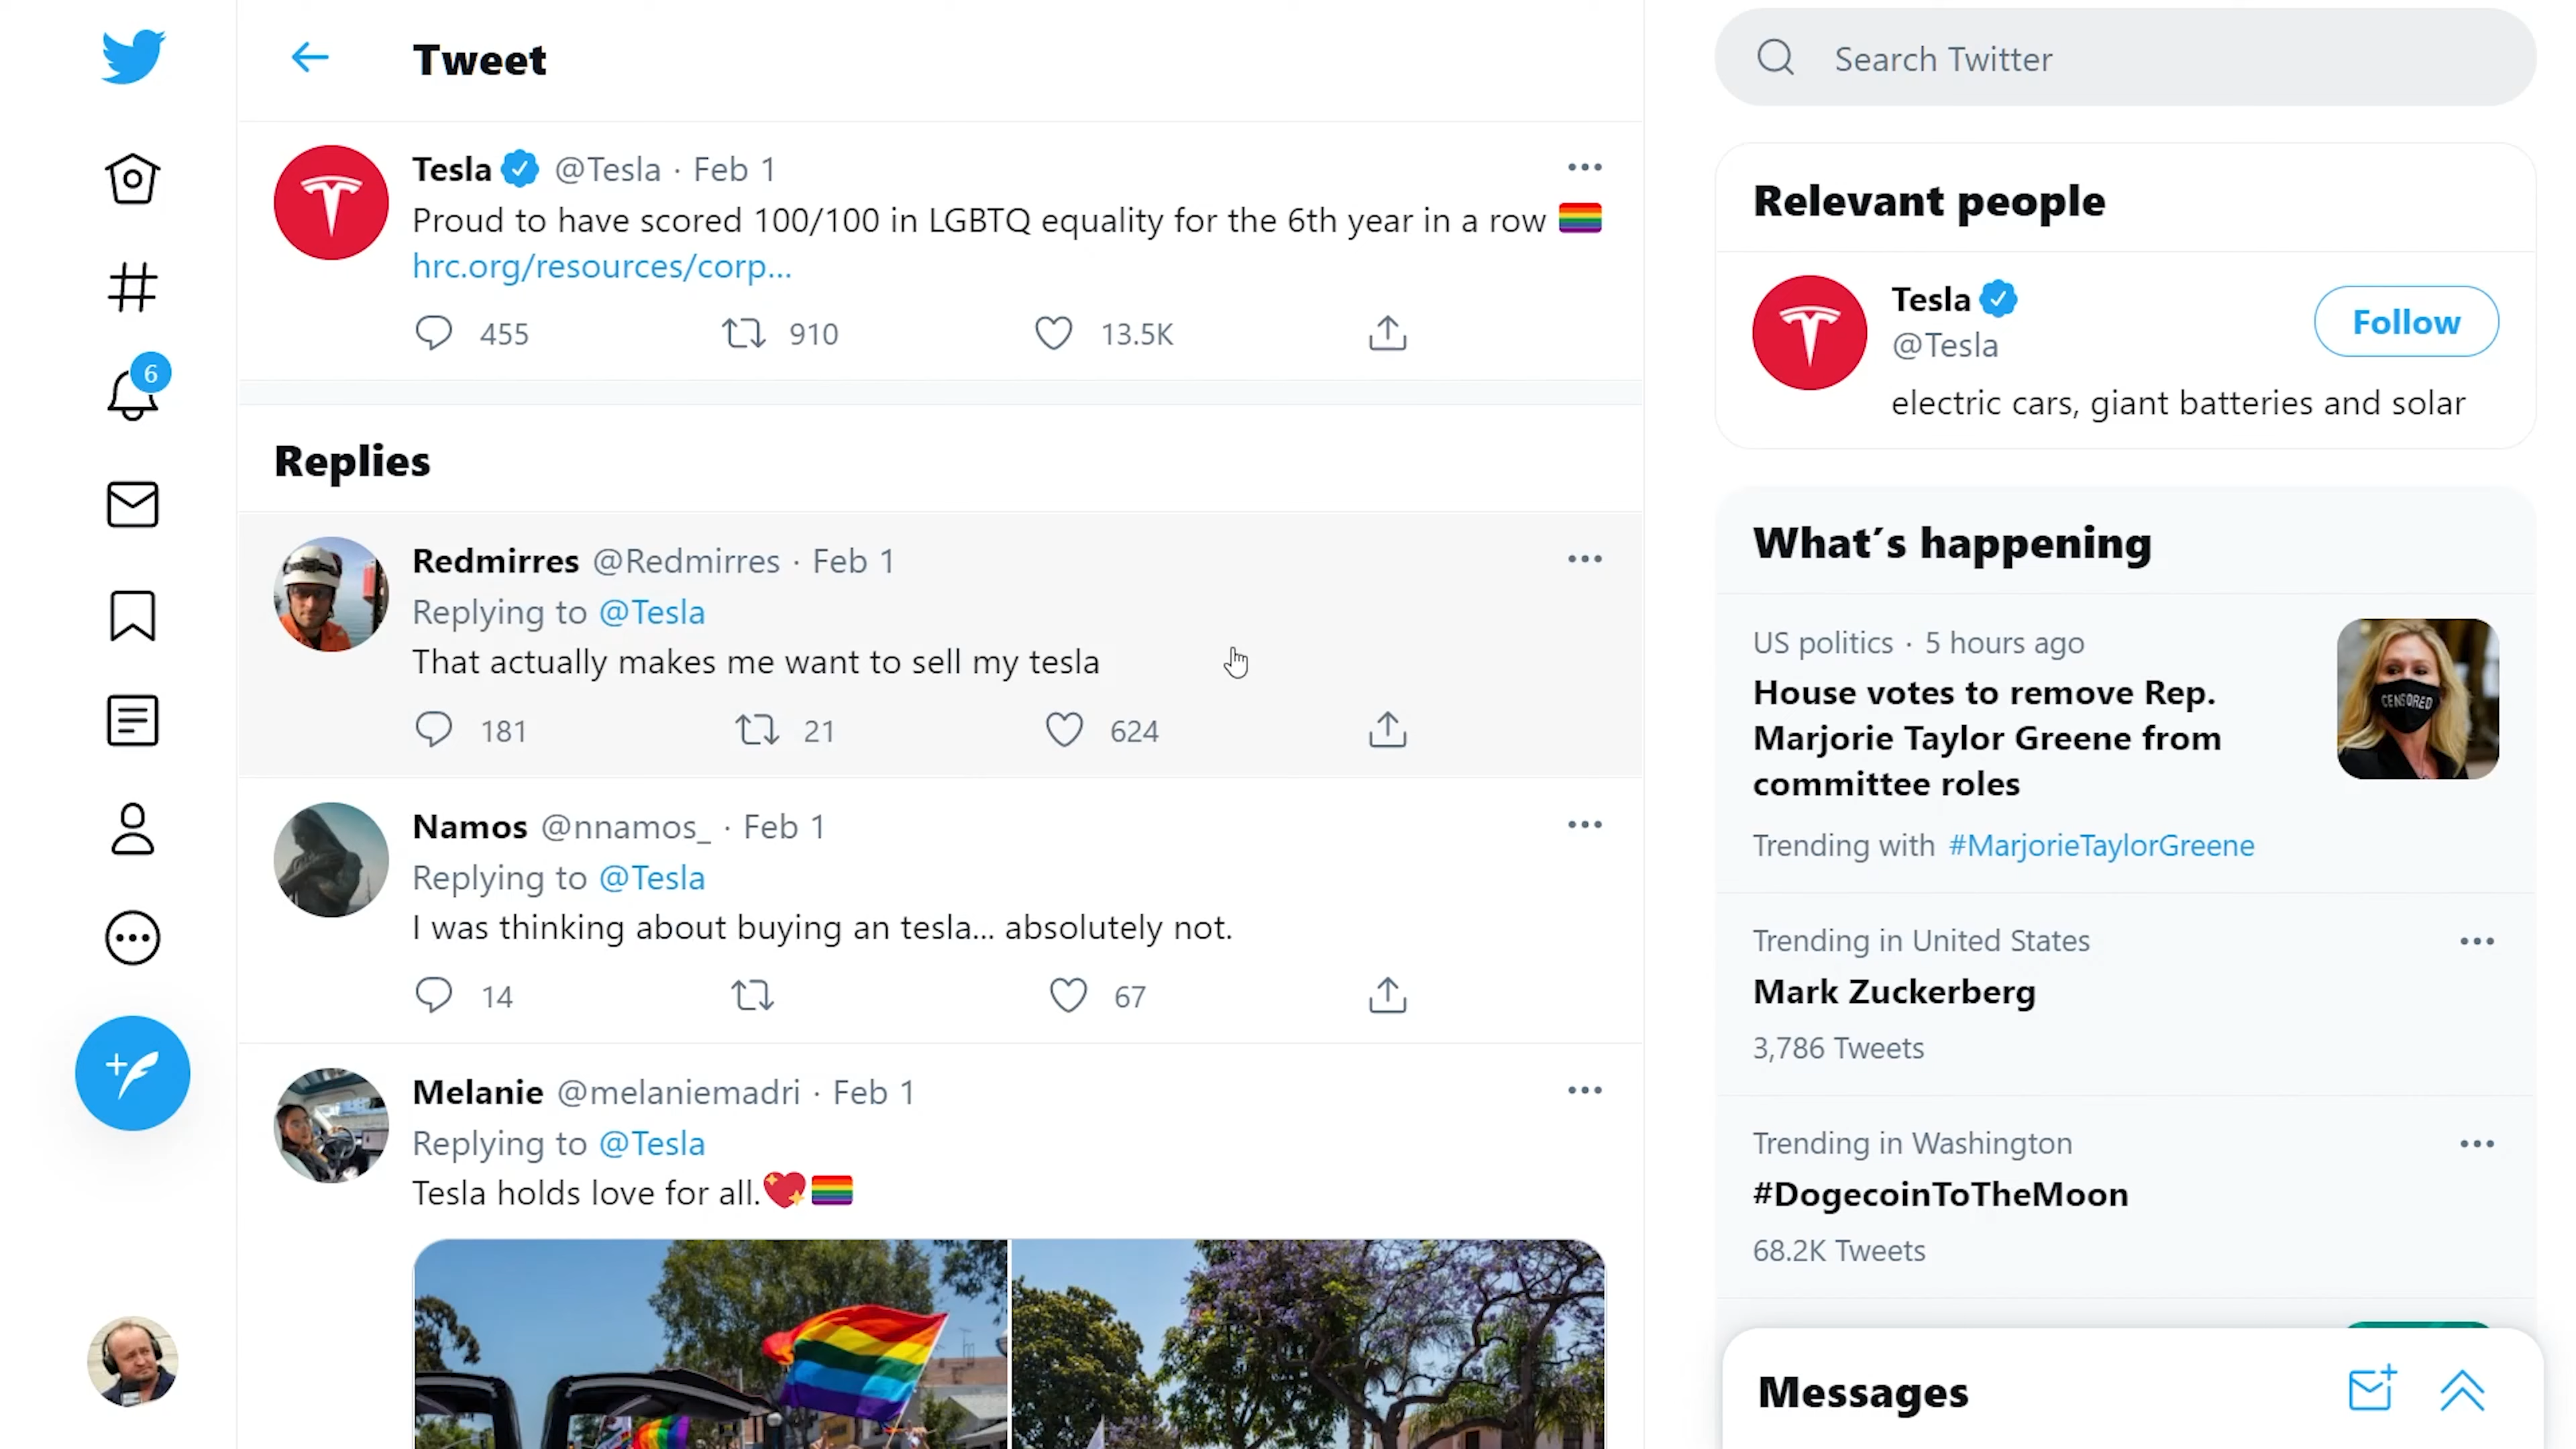 Tweet
Tesla @Tesla · Feb 1
Proud to have scored 100/100 in LGBTQ equality for the 6th year in a row
hrc.org/resources/corp...
455 910 13.5K
Replies
Redmirres @Redmirres · Feb 1
Replying to @Tesla
That actually makes me want to sell my tesla
181 21 624
Namos @nnamos_ · Feb 1
Replying to @Tesla
I was thinking about buying an tesla... absolutely not.
14 67
Melanie @melaniemadri · Feb 1
Replying to @Tesla
Tesla holds love for all.💖🏳️‍🌈
6
Search Twitter
Relevant people
Tesla
@Tesla
Follow
electric cars, giant batteries and solar
What's happening
US politics · 5 hours ago
House votes to remove Rep.
Marjorie Taylor Greene from
committee roles
CENSORED
Trending with #MarjorieTaylorGreene
Trending in United States
Mark Zuckerberg
3,786 Tweets
Trending in Washington
#DogecoinToTheMoon
68.2K Tweets
Messages